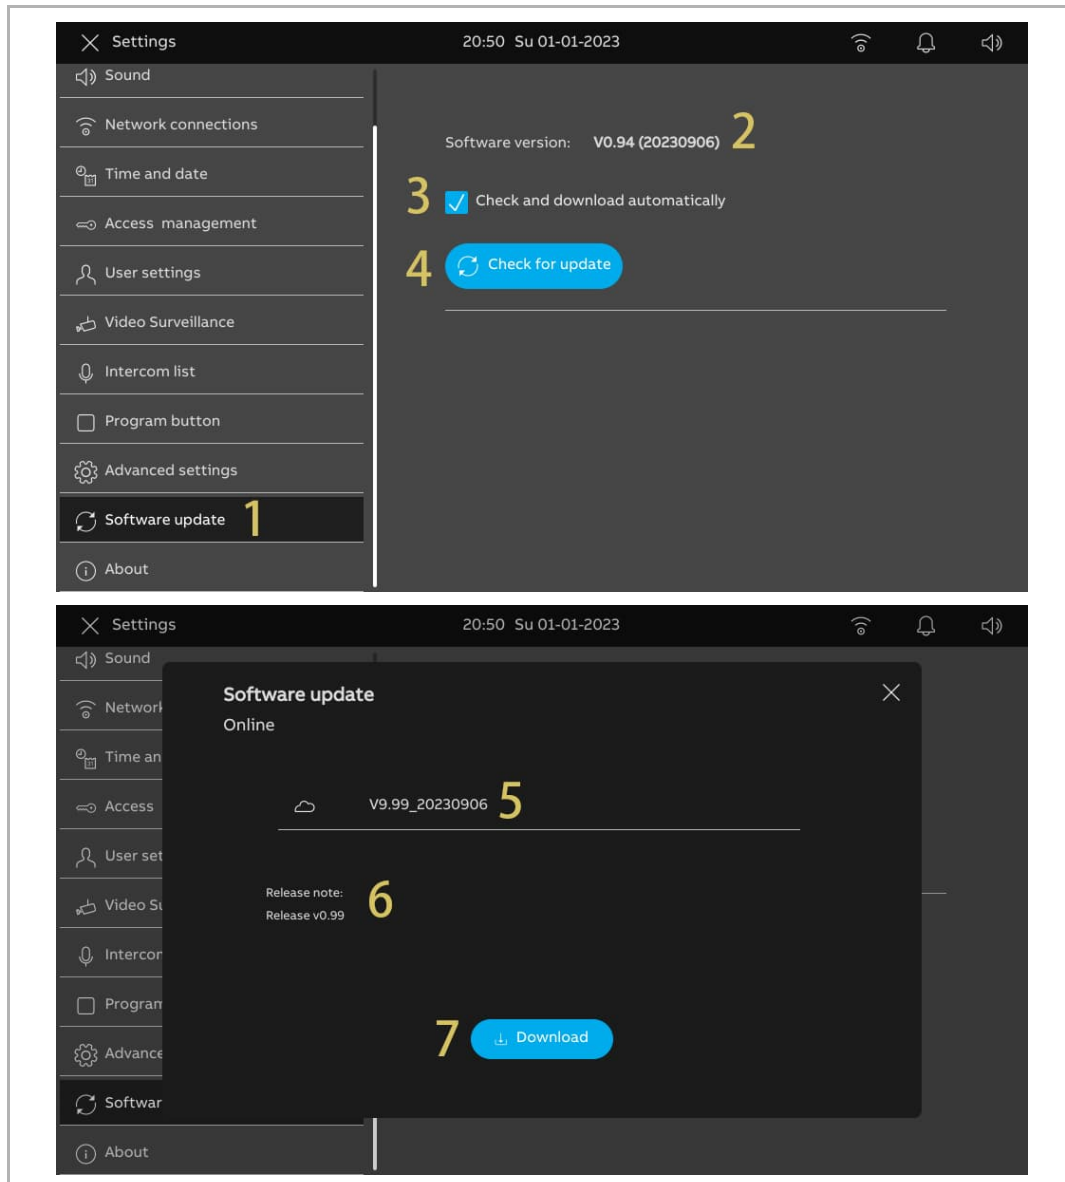 Settings 20:50 Su 01-01-2023
Sound
Network connections
Software version: V0.94 (20230906) 2
Time and date
3 Check and download automatically
Access management
4 Check for update
User settings
Video Surveillance
Intercom list
Program button
Advanced settings
Software update 1
About
Settings 20:50 Su 01-01-2023
Sound
Software update
Network
Online
Time an
V9.99_20230906 5
Access
User set
Release note: 6
Video Su
Release v0.99
Intercor
Program
7 Download
Advance
Softwar
About